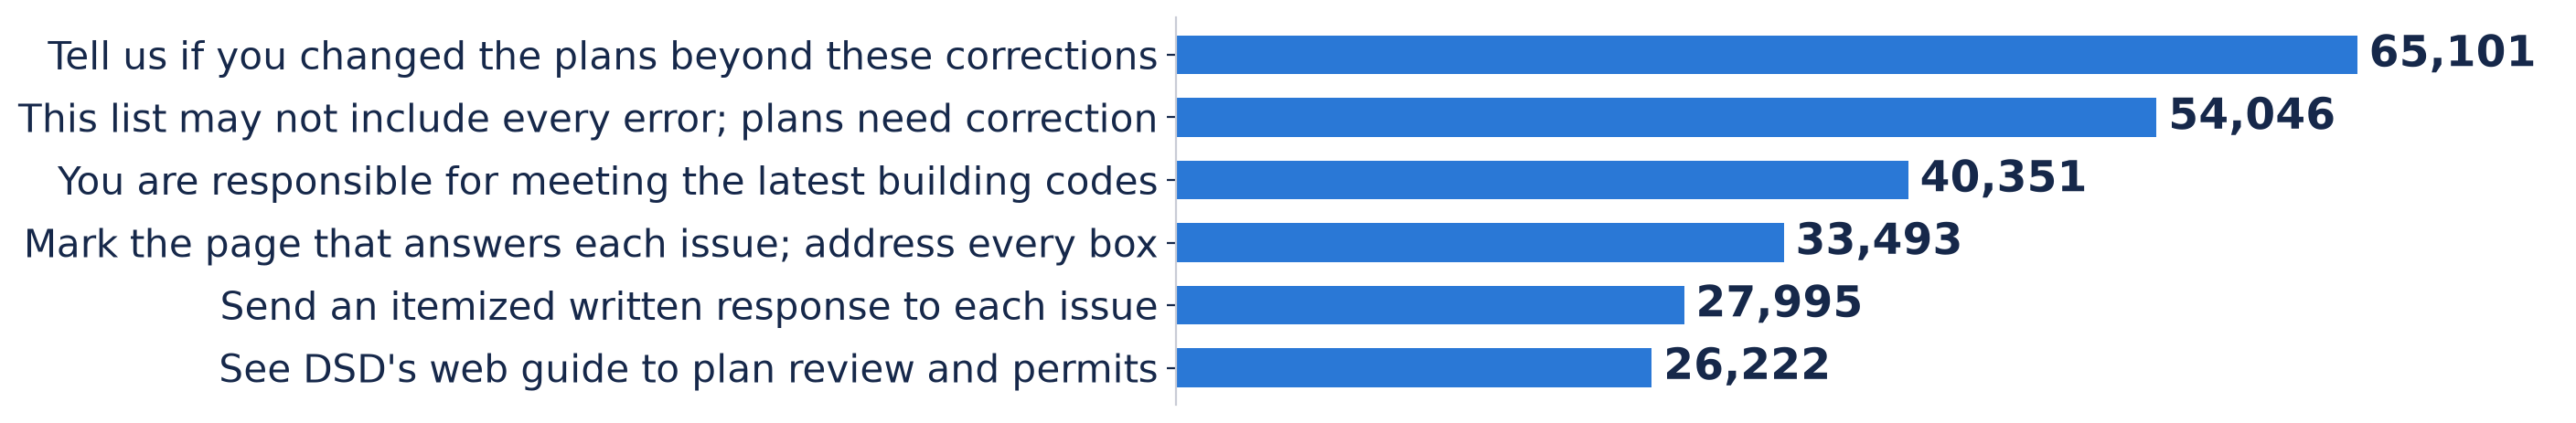 Tell us if you changed the plans beyond these corrections 65,101
This list may not include every error; plans need correction 54,046
You are responsible for meeting the latest building codes 40,351
Mark the page that answers each issue; address every box 33,493
Send an itemized written response to each issue 27,995
See DSD's web guide to plan review and permits 26,222